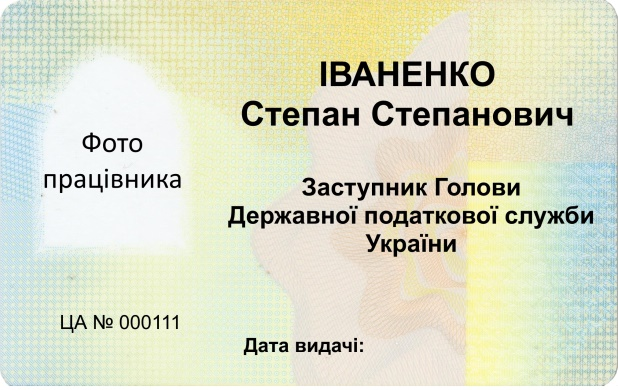 ІВАНЕНКО
Степан Степанович
Фото
працівника
Заступник Голови
Державної податкової служби
України
ЦА № 000111
Дата видачі: